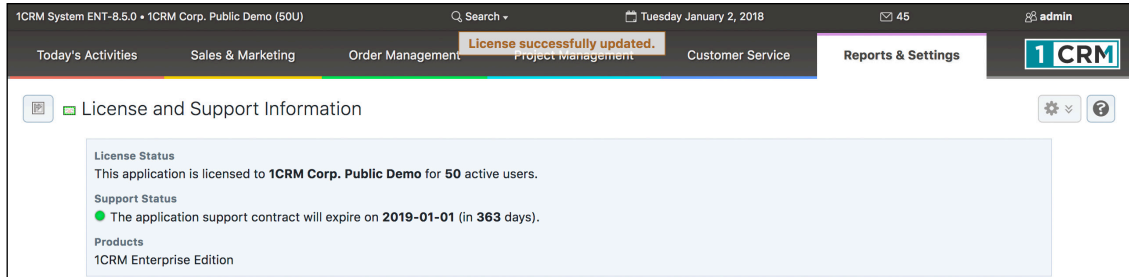 1CRM System ENT-8.5.0 • 1CRM Corp. Public Demo (50U) Search Tuesday January 2, 2018 45 admin
License successfully updated.
Today's Activities Sales & Marketing Order Management Project Management Customer Service Reports & Settings 1 CRM
License and Support Information
License Status
This application is licensed to 1CRM Corp. Public Demo for 50 active users.
Support Status
The application support contract will expire on 2019-01-01 (in 363 days).
Products
1CRM Enterprise Edition